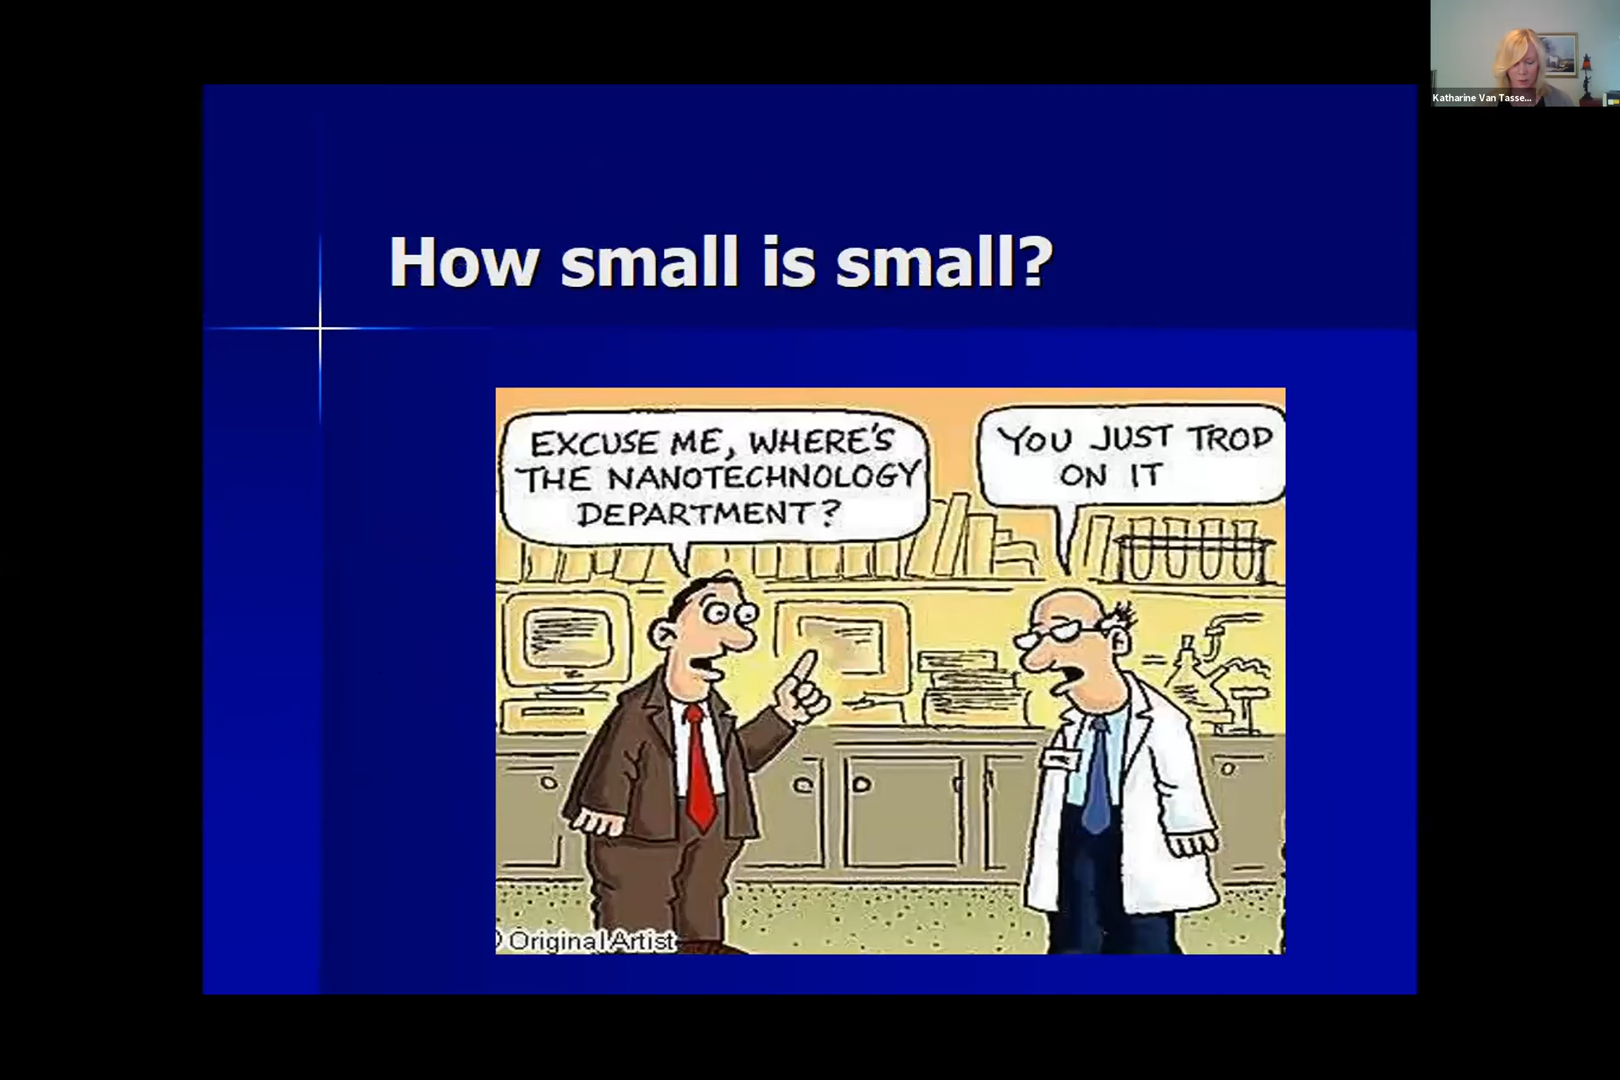 Katharine Van Tasse...
How small is small?
EXCUSE ME, WHERE'S
THE NANOTECHNOLOGY
DEPARTMENT?
YOU JUST TROD
ON IT
Original Artist